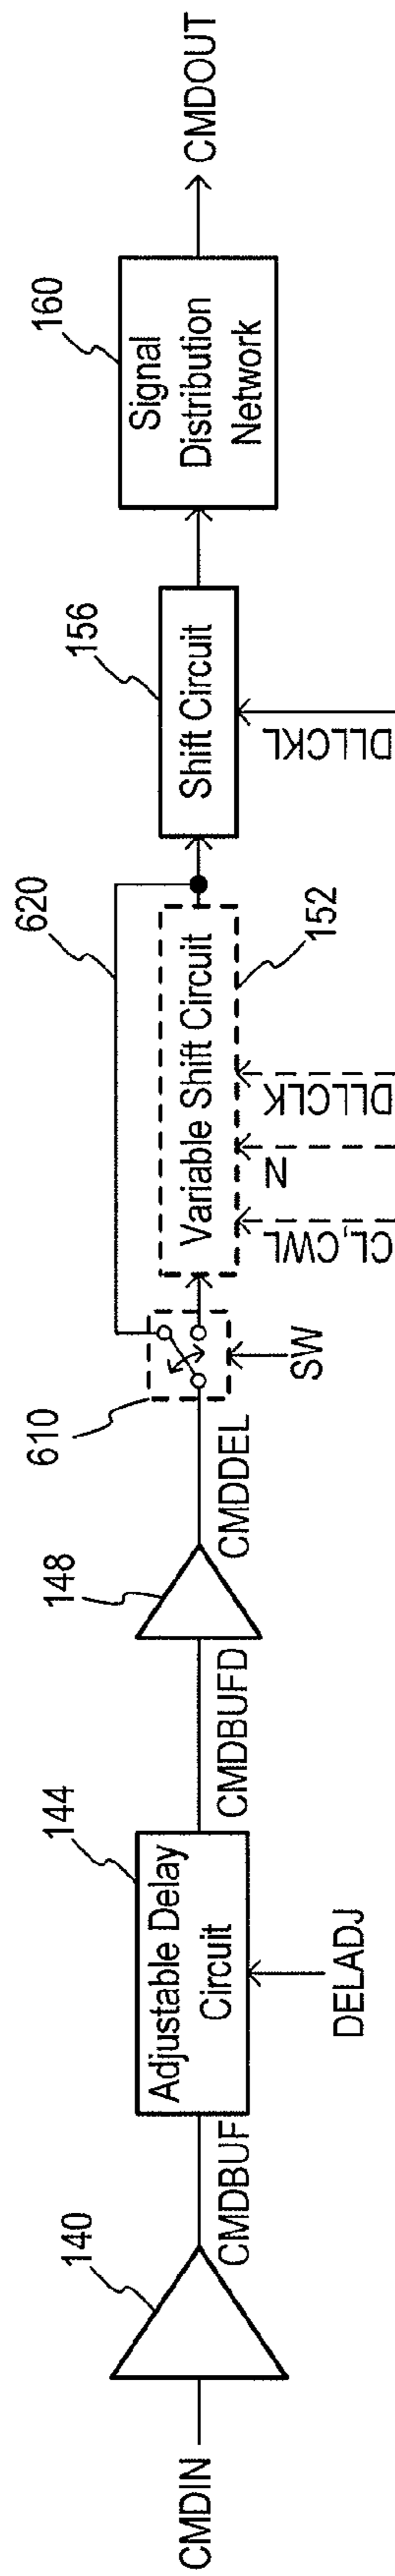 CMDIN
140
CMDBUF
144
Adjustable Delay
Circuit
DELADJ
CMDBUFD
148
CMDDEL
610
SW
620
Variable Shift Circuit
152
CL,CWL
N
DLLCLK
156
Shift Circuit
DLLCKL
160
Signal
Distribution
Network
CMDOUT